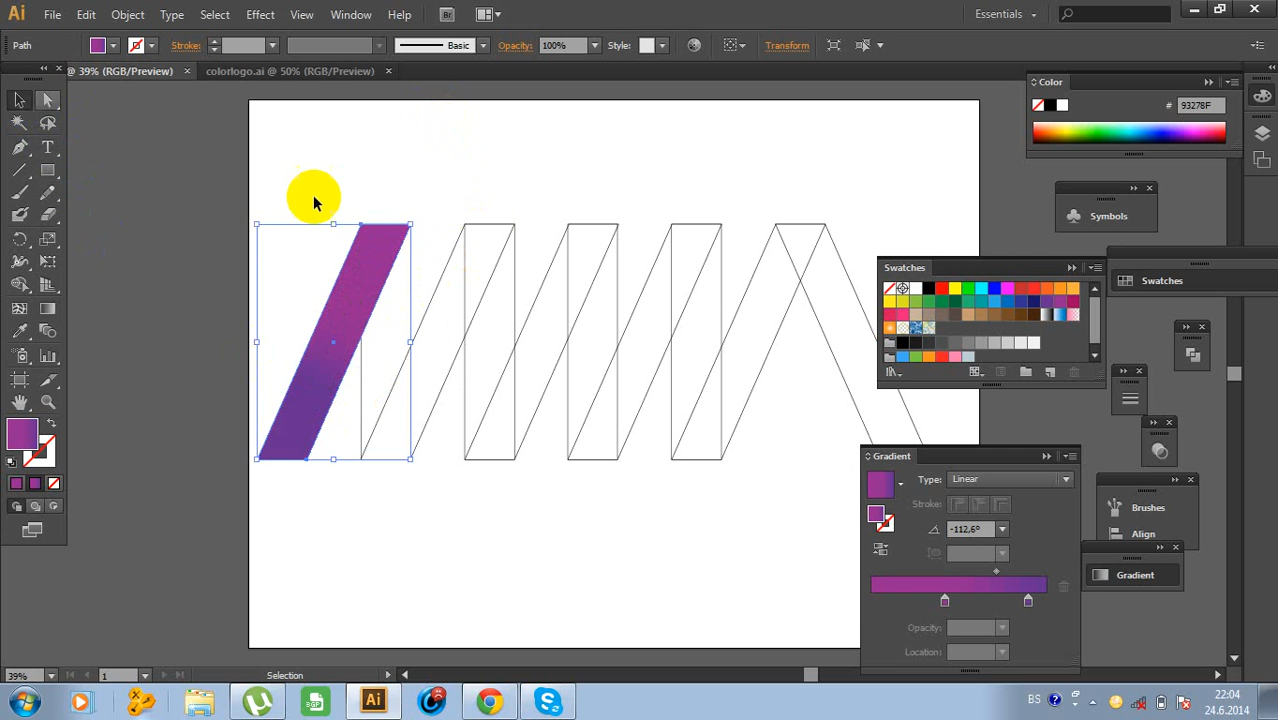 Ai File Edit Object Type Select Effect View Window Help Br Essentials
Path Stroke: Basic Opacity: 100% Style: Transform
@ 39% (RGB/Preview) × colorlogo.ai @ 50% (RGB/Preview) ×
Color
# 93278F
Symbols
Swatches
Swatches
Gradient
Type: Linear
Stroke:
-112,6°
Opacity:
Location:
Brushes
Align
Gradient
39% 1 Selection
Ai BS 22:04
24.6.2014